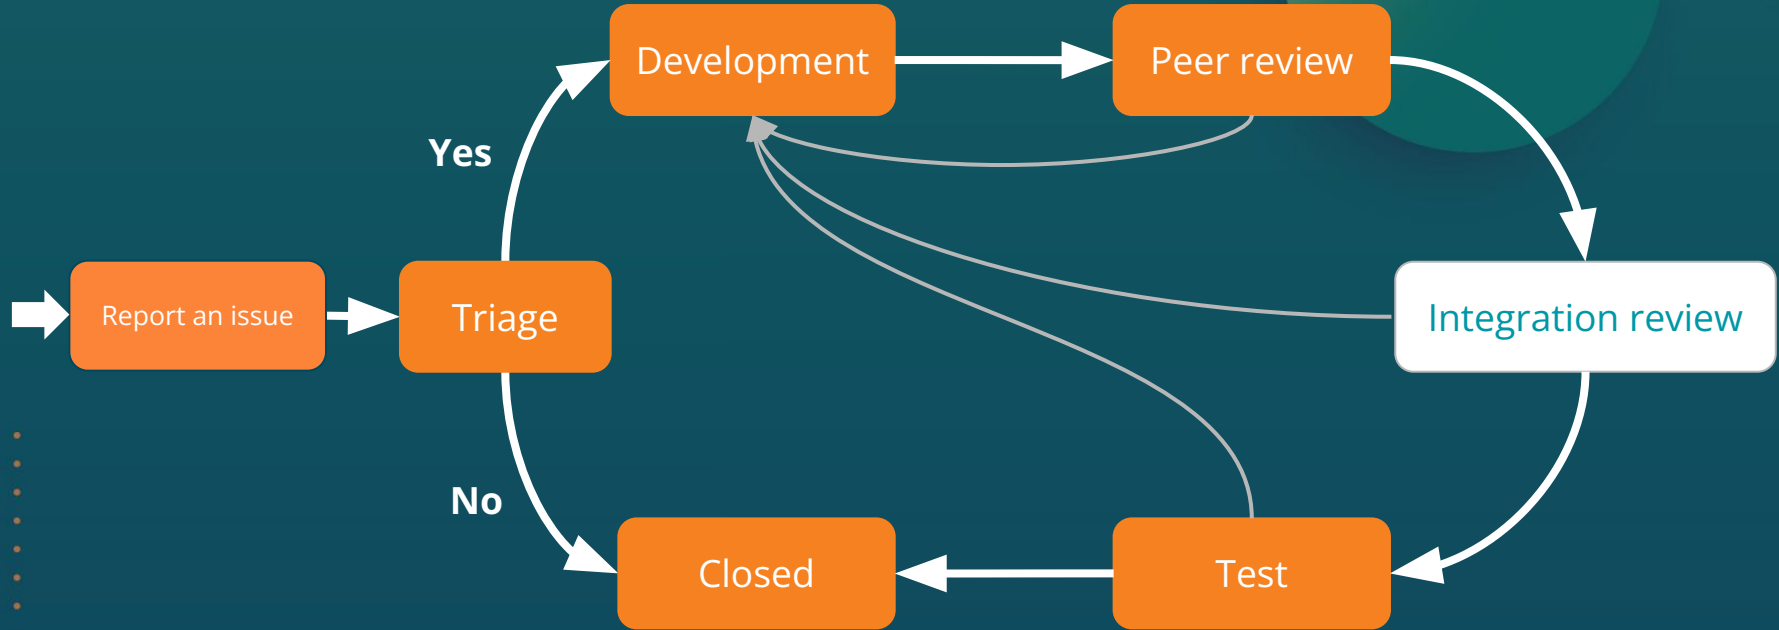 Development
Peer review
Yes
Report an issue
Triage
Integration review
No
Closed
Test